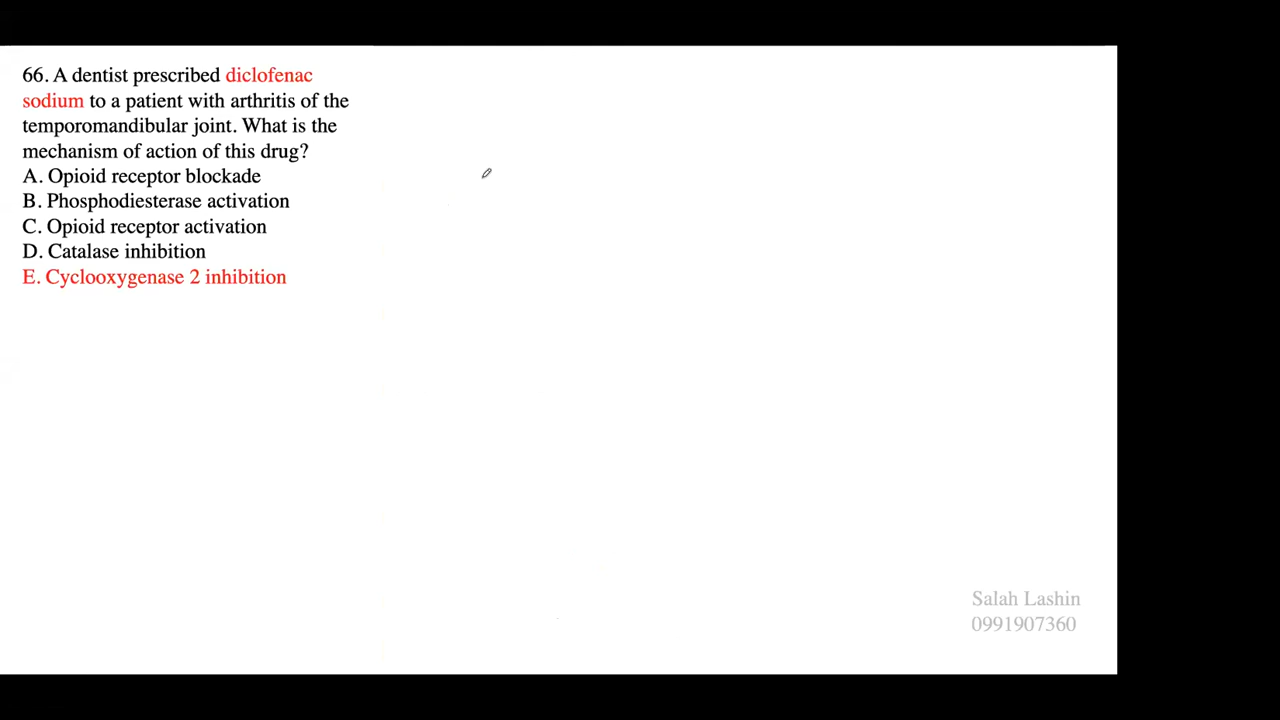 66. A dentist prescribed diclofenac
sodium to a patient with arthritis of the
temporomandibular joint. What is the
mechanism of action of this drug?
A. Opioid receptor blockade
B. Phosphodiesterase activation
C. Opioid receptor activation
D. Catalase inhibition
E. Cyclooxygenase 2 inhibition
Salah Lashin
0991907360